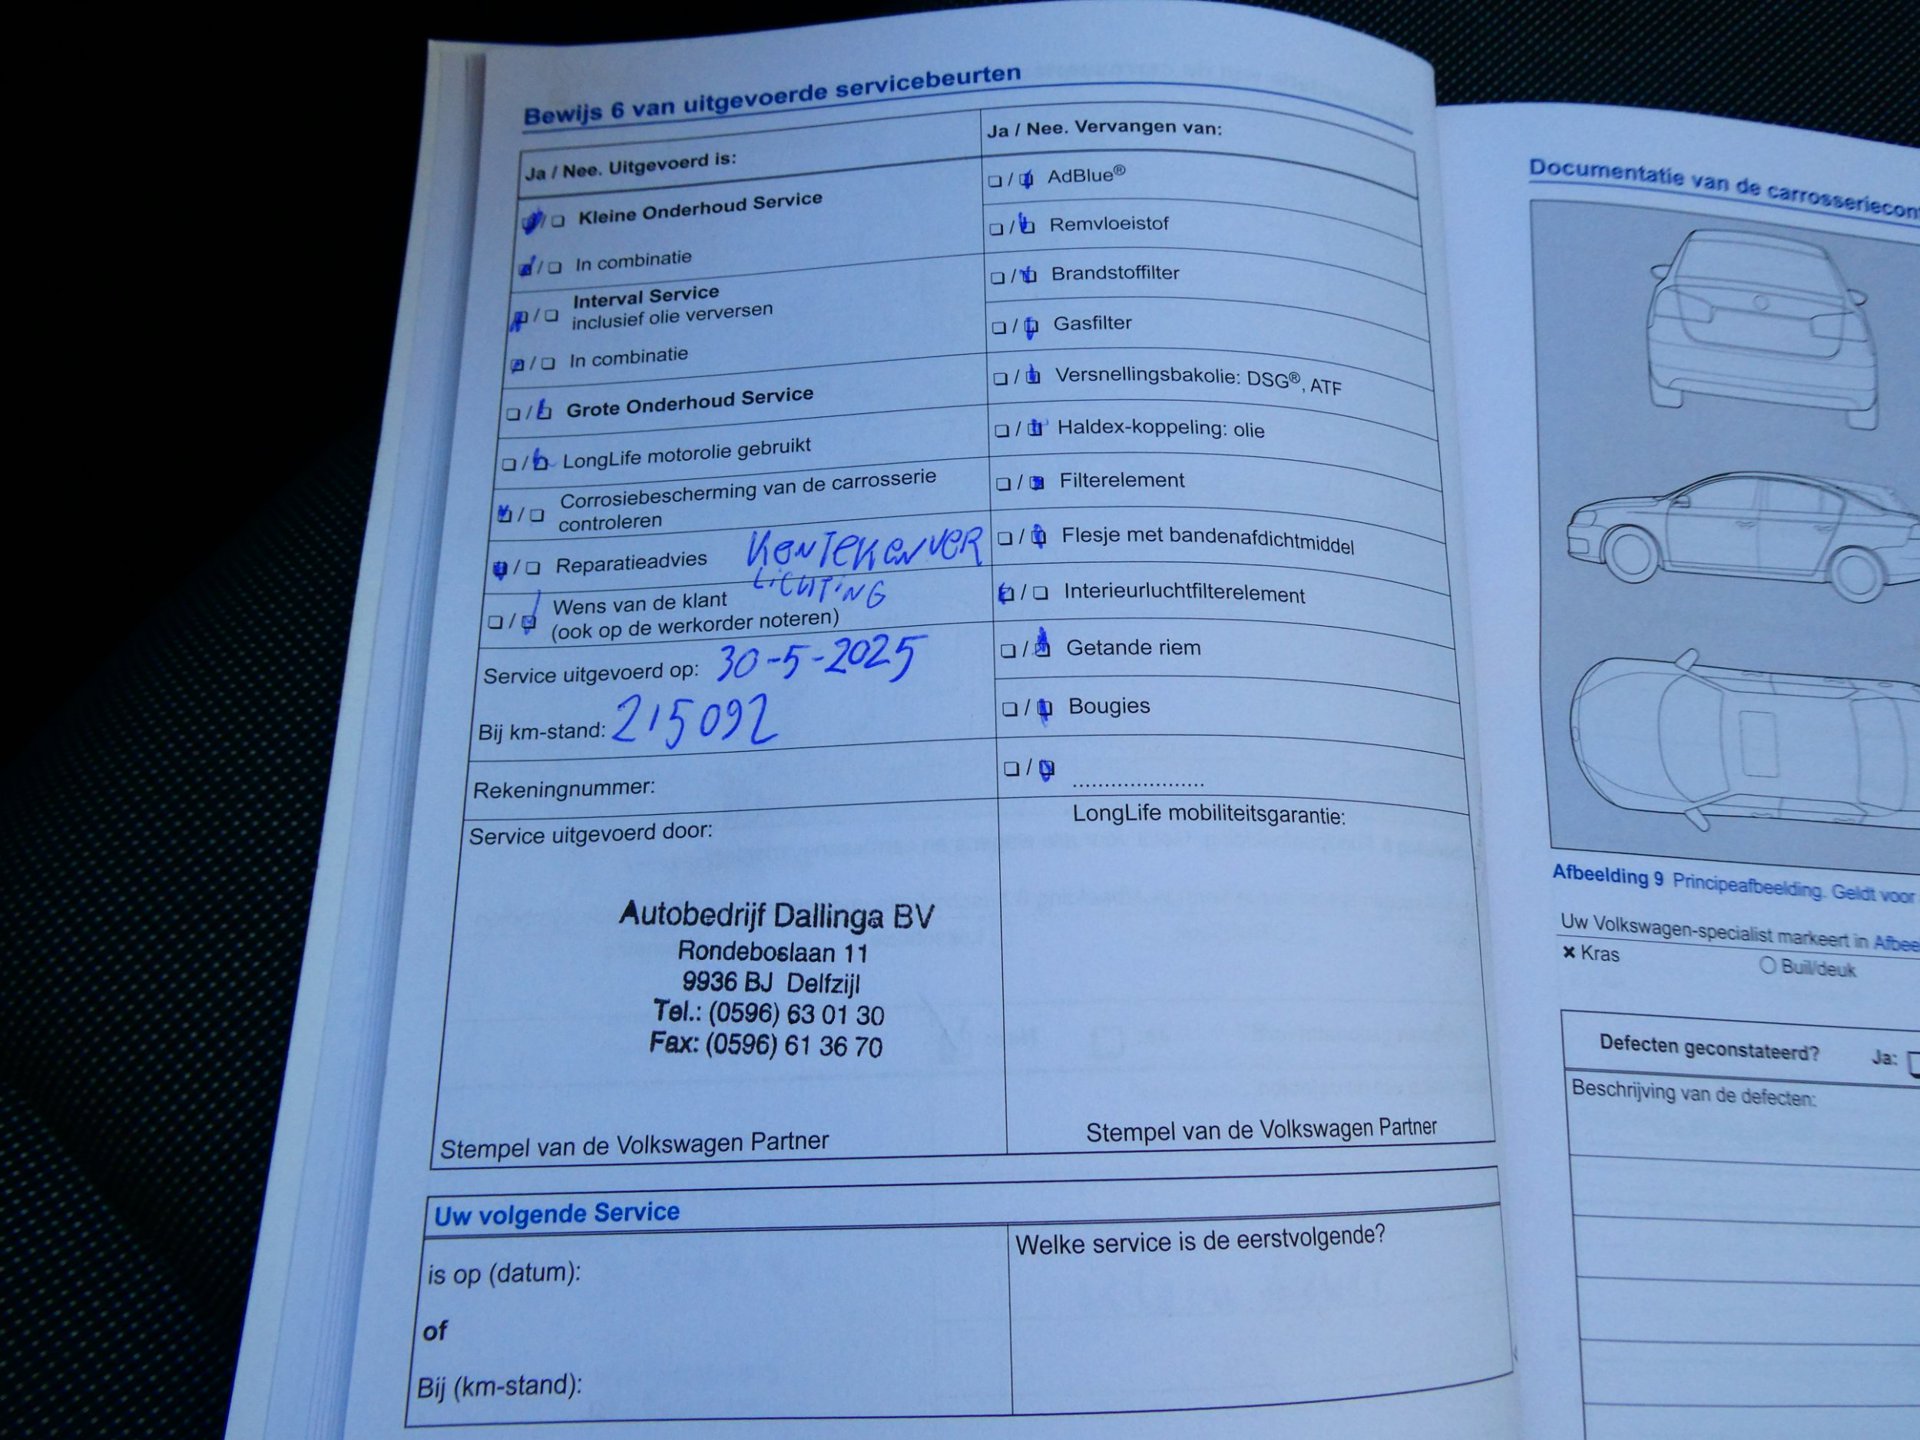 Bewijs 6 van uitgevoerde servicebeurten
Ja / Nee. Uitgevoerd is:
/ Kleine Onderhoud Service
/ In combinatie
/ Interval Service
inclusief olie verversen
/ In combinatie
/ Grote Onderhoud Service
/ LongLife motorolie gebruikt
/ Corrosiebescherming van de carrosserie
controleren
/ Reparatieadvies KENTEKENVER
LICHTING
/ Wens van de klant
(ook op de werkorder noteren)
Service uitgevoerd op: 30-5-2025
Bij km-stand: 215092
Rekeningnummer:
Service uitgevoerd door:
Autobedrijf Dallinga BV
Rondeboslaan 11
9936 BJ Delfzijl
Tel.: (0596) 63 01 30
Fax: (0596) 61 36 70
Stempel van de Volkswagen Partner
Ja / Nee. Vervangen van:
/ AdBlue®
/ Remvloeistof
/ Brandstoffilter
/ Gasfilter
/ Versnellingsbakolie: DSG®, ATF
/ Haldex-koppeling: olie
/ Filterelement
/ Flesje met bandenafdichtmiddel
/ Interieurluchtfilterelement
/ Getande riem
/ Bougies
/ .....................
LongLife mobiliteitsgarantie:
Stempel van de Volkswagen Partner
Uw volgende Service
is op (datum):
of
Bij (km-stand):
Welke service is de eerstvolgende?
Documentatie van de
Afbeelding 9 Principeafbeelding. Geldt voor
Uw Volkswagen-specialist markeert in
Kras
Buil/deuk
Defecten geconstateerd? Ja:
Beschrijving van de defecten: